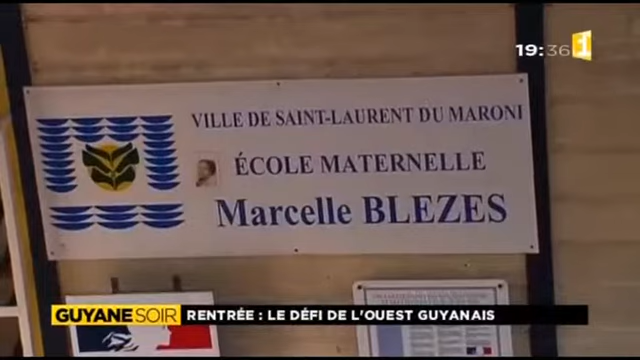 19:36 1
VILLE DE SAINT-LAURENT DU MARONI
ÉCOLE MATERNELLE
Marcelle BLEZES
GUYANE SOIR RENTRÉE : LE DÉFI DE L'OUEST GUYANAIS